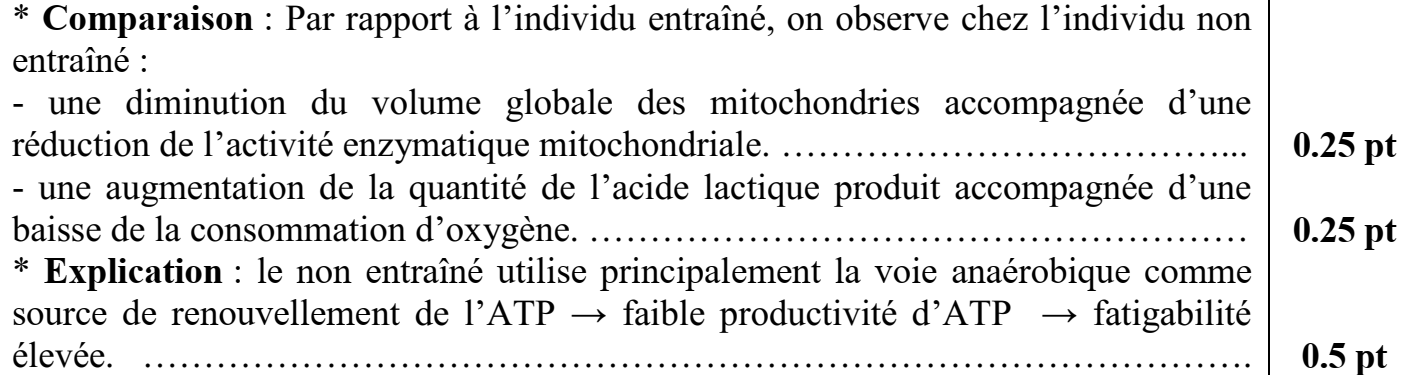 * Comparaison : Par rapport à l’individu entraîné, on observe chez l’individu non
entraîné :
- une diminution du volume globale des mitochondries accompagnée d’une
réduction de l’activité enzymatique mitochondriale. ………………………………... 0.25 pt
- une augmentation de la quantité de l’acide lactique produit accompagnée d’une
baisse de la consommation d’oxygène. ……………………………………………… 0.25 pt
* Explication : le non entraîné utilise principalement la voie anaérobique comme
source de renouvellement de l’ATP → faible productivité d’ATP → fatigabilité
élevée. ……………………………………………………………………………. 0.5 pt